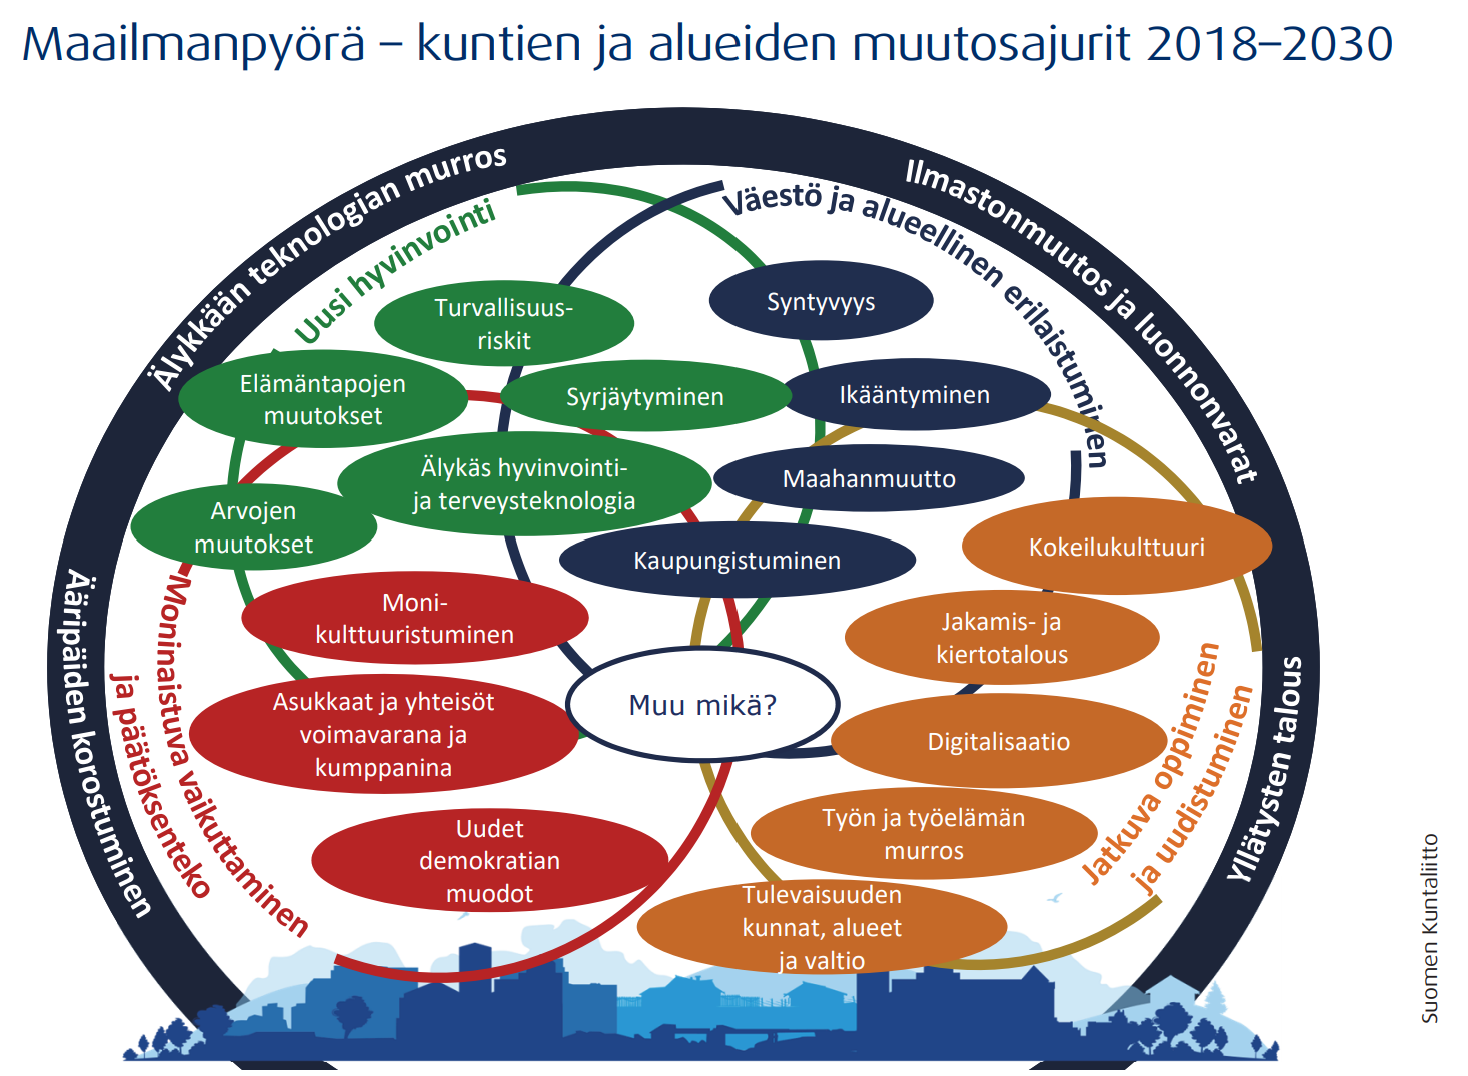 Maailmanpyörä – kuntien ja alueiden muutosajurit 2018–2030
Älykkään teknologian murros
Ilmastonmuutos ja luonnonvarat
Ääripäiden korostuminen
Yllätysten talous
Uusi hyvinvointi
Väestö ja alueellinen erilaistuminen
Turvallisuus-
riskit
Syntyvyys
Elämäntapojen
muutokset
Syrjäytyminen
Ikääntyminen
Älykäs hyvinvointi-
ja terveysteknologia
Maahanmuutto
Arvojen
muutokset
Kaupungistuminen
Kokeilukulttuuri
Moninaistuva vaikuttaminen
ja päätöksenteko
Moni-
kulttuuristuminen
Jakamis- ja
kiertotalous
Asukkaat ja yhteisöt
voimavarana ja
kumppanina
Muu mikä?
Digitalisaatio
Jatkuva oppiminen
ja uudistuminen
Uudet
demokratian
muodot
Työn ja työelämän
murros
Tulevaisuuden
kunnat, alueet
ja valtio
Suomen Kuntaliitto